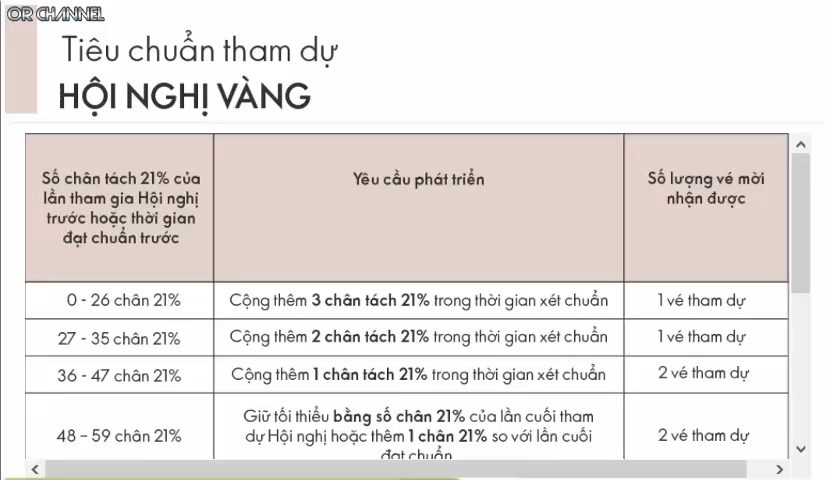 OR CHANNEL
Tiêu chuẩn tham dự
HỘI NGHỊ VÀNG
Số chân tách 21% của
lần tham gia Hội nghị
trước hoặc thời gian
đạt chuẩn trước
Yêu cầu phát triển
Số lượng vé mời
nhận được
0 - 26 chân 21%
Cộng thêm 3 chân tách 21% trong thời gian xét chuẩn
1 vé tham dự
27 - 35 chân 21%
Cộng thêm 2 chân tách 21% trong thời gian xét chuẩn
1 vé tham dự
36 - 47 chân 21%
Cộng thêm 1 chân tách 21% trong thời gian xét chuẩn
2 vé tham dự
48 – 59 chân 21%
Giữ tối thiểu bằng số chân 21% của lần cuối tham
dự Hội nghị hoặc thêm 1 chân 21% so với lần cuối
đạt chuẩn
2 vé tham dự